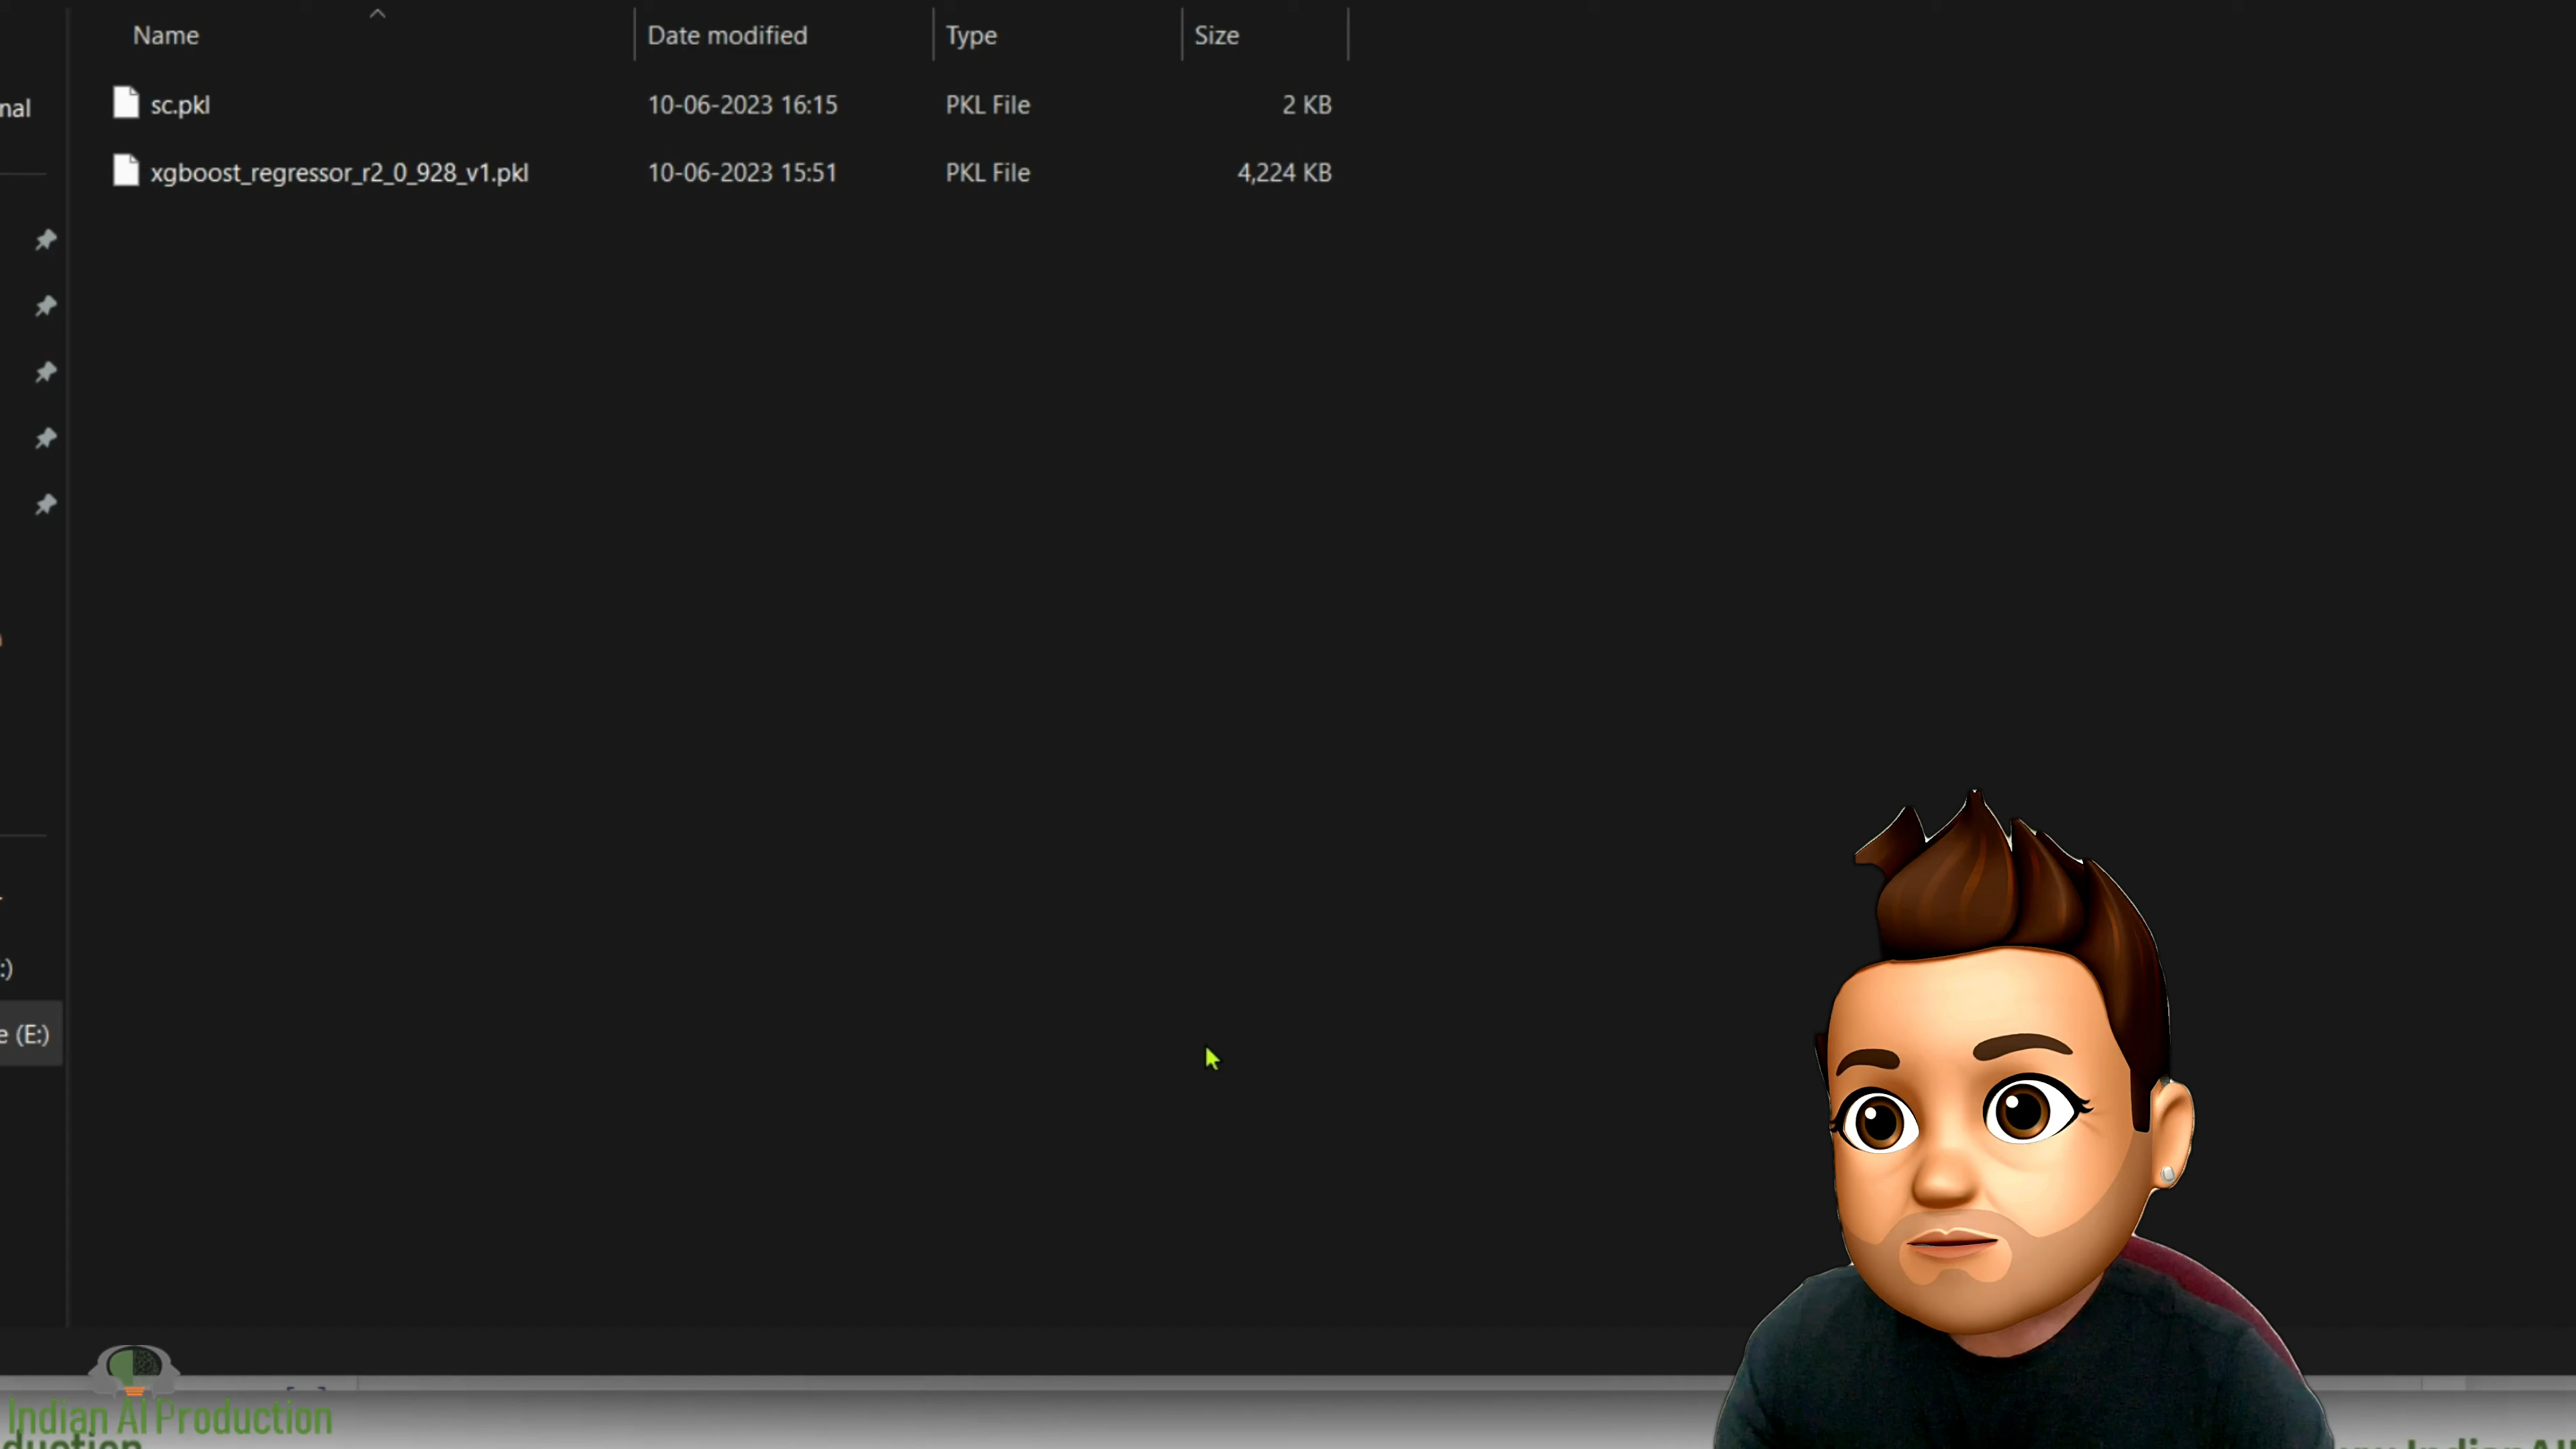 Name Date modified Type Size
sc.pkl 10-06-2023 16:15 PKL File 2 KB
nal
xgboost_regressor_r2_0_928_v1.pkl 10-06-2023 15:51 PKL File 4,224 KB
:)
e (E:)
Indian AI Production